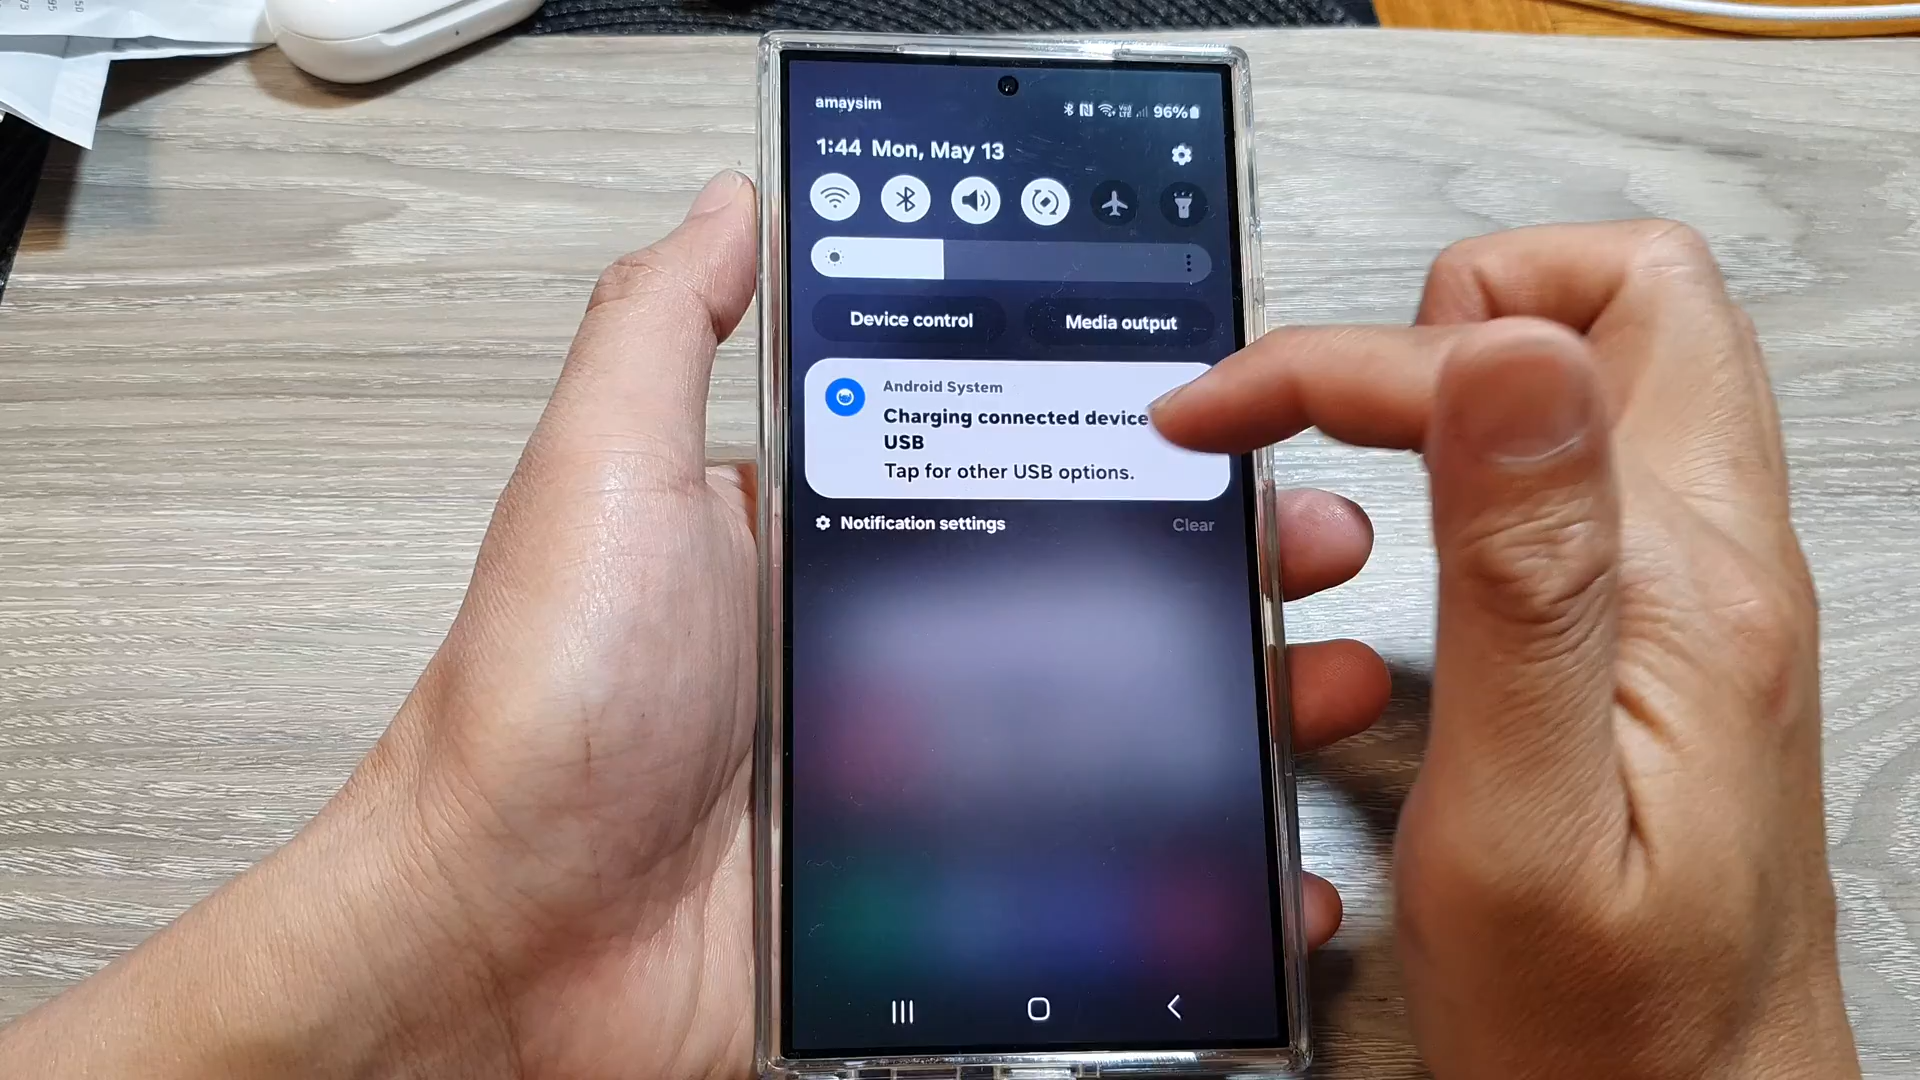 amaysim 96%
1:44 Mon, May 13
Device control Media output
Android System
Charging connected device
USB
Tap for other USB options.
Notification settings Clear